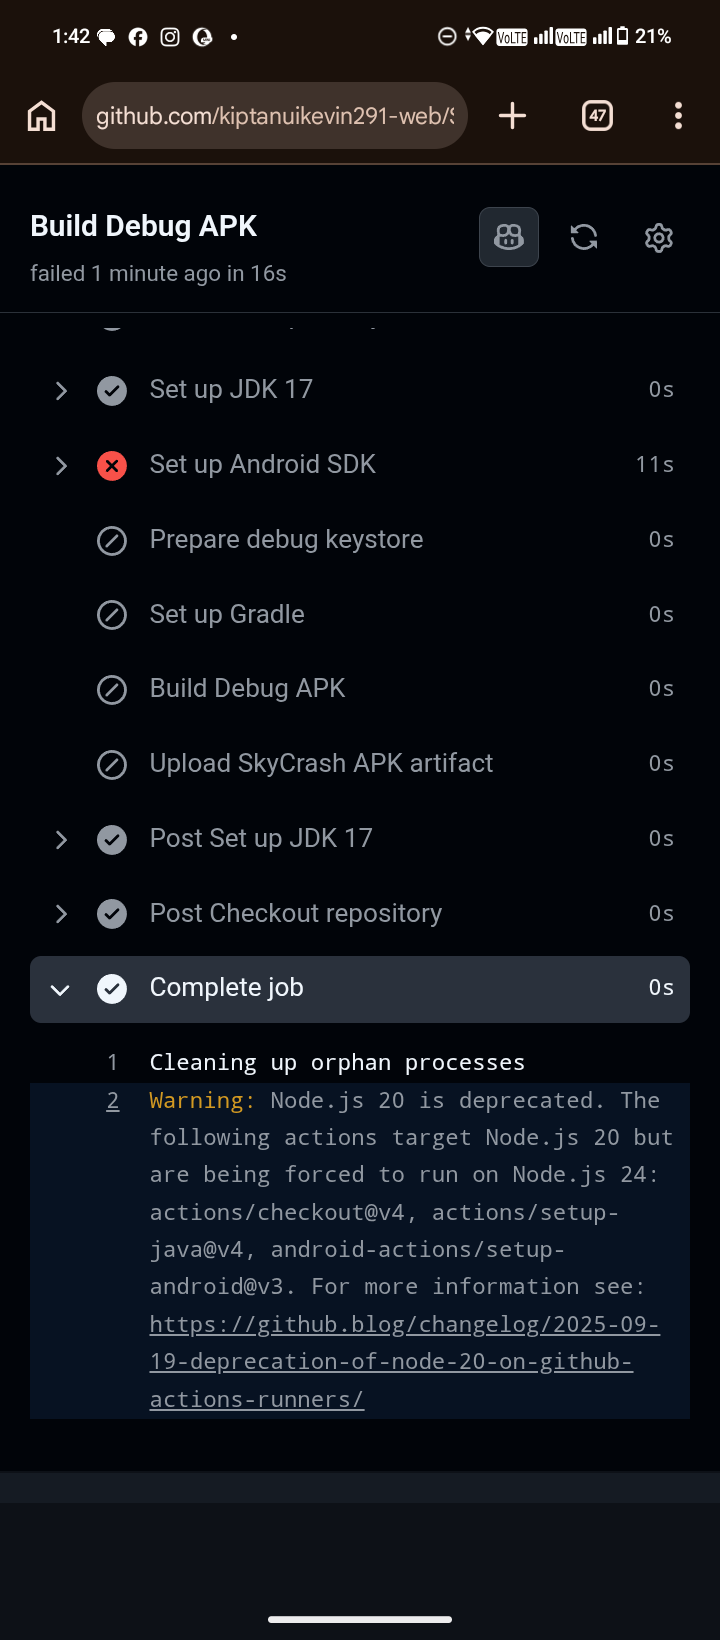 1:42
VoLTE VoLTE 21%
github.com/kiptanuikevin291-web/S
47
Build Debug APK
failed 1 minute ago in 16s
Set up JDK 17 0s
Set up Android SDK 11s
Prepare debug keystore 0s
Set up Gradle 0s
Build Debug APK 0s
Upload SkyCrash APK artifact 0s
Post Set up JDK 17 0s
Post Checkout repository 0s
Complete job 0s
1 Cleaning up orphan processes
2 Warning: Node.js 20 is deprecated. The
following actions target Node.js 20 but
are being forced to run on Node.js 24:
actions/checkout@v4, actions/setup-
java@v4, android-actions/setup-
android@v3. For more information see:
https://github.blog/changelog/2025-09-
19-deprecation-of-node-20-on-github-
actions-runners/